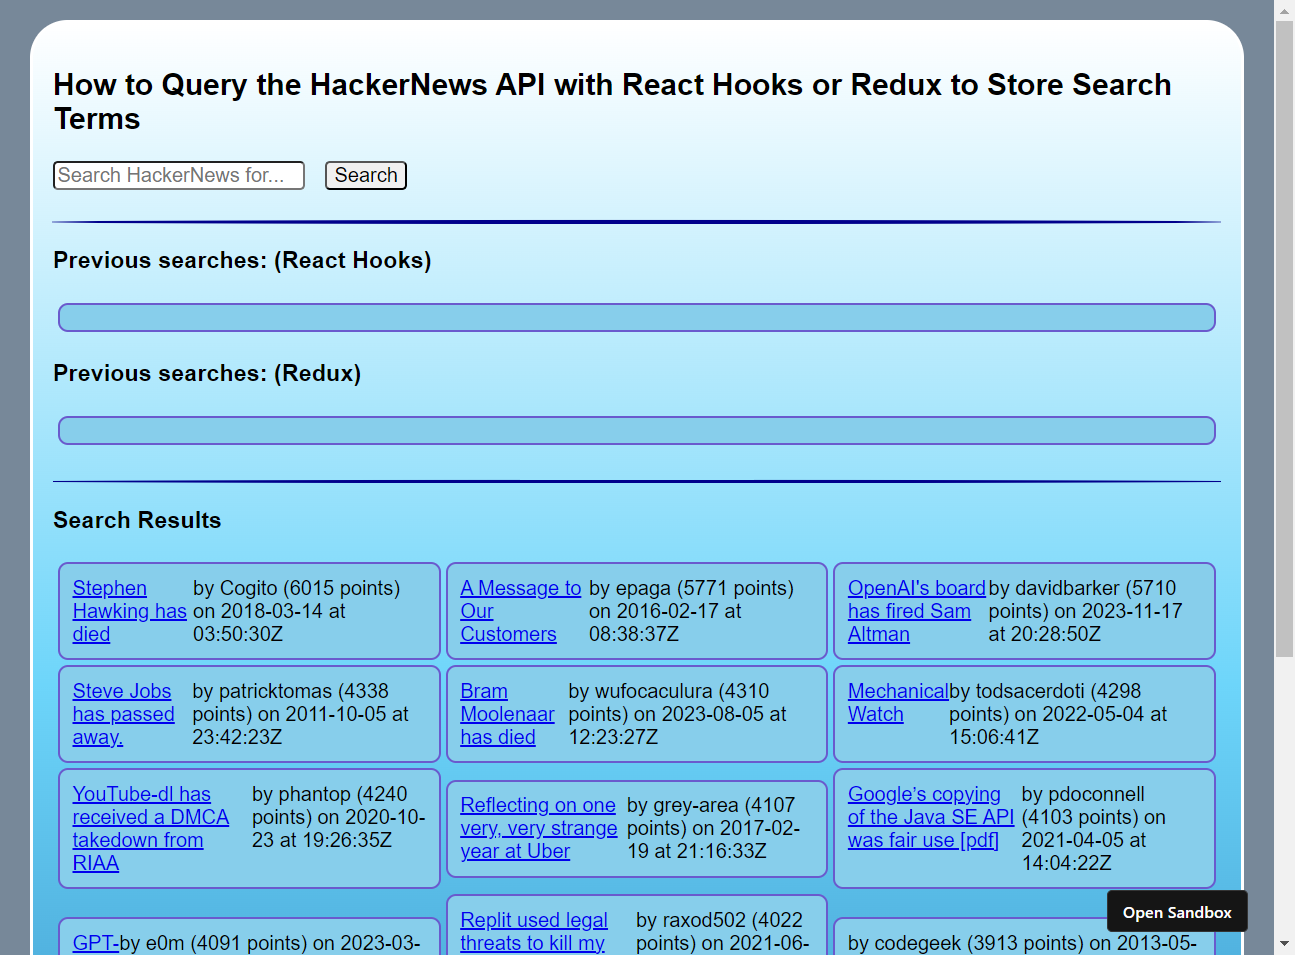 How to Query the HackerNews API with React Hooks or Redux to Store Search
Terms
Search HackerNews for...
Search
Previous searches: (React Hooks)
Previous searches: (Redux)
Search Results
Stephen
Hawking has
died
by Cogito (6015 points)
on 2018-03-14 at
03:50:30Z
A Message to
Our
Customers
by epaga (5771 points)
on 2016-02-17 at
08:38:37Z
OpenAI's board
has fired Sam
Altman
by davidbarker (5710
points) on 2023-11-17
at 20:28:50Z
Steve Jobs
has passed
away.
by patricktomas (4338
points) on 2011-10-05 at
23:42:23Z
Bram
Moolenaar
has died
by wufocaculura (4310
points) on 2023-08-05 at
12:23:27Z
Mechanical
Watch
by todsacerdoti (4298
points) on 2022-05-04 at
15:06:41Z
YouTube-dl has
received a DMCA
takedown from
RIAA
by phantop (4240
points) on 2020-10-
23 at 19:26:35Z
Reflecting on one
very, very strange
year at Uber
by grey-area (4107
points) on 2017-02-
19 at 21:16:33Z
Google’s copying
of the Java SE API
was fair use [pdf]
by pdoconnell
(4103 points) on
2021-04-05 at
14:04:22Z
GPT-
by e0m (4091 points) on 2023-03-
Replit used legal
threats to kill my
by raxod502 (4022
points) on 2021-06-
by codegeek (3913 points) on 2013-05-
Open Sandbox